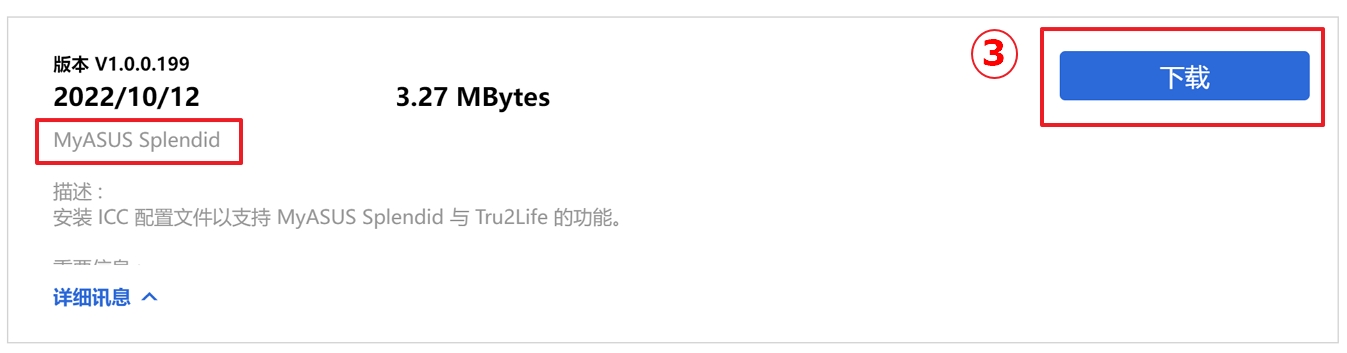 版本 V1.0.0.199
2022/10/12 3.27 MBytes
③ 下载
MyASUS Splendid
描述 :
安装 ICC 配置文件以支持 MyASUS Splendid 与 Tru2Life 的功能。
详细讯息